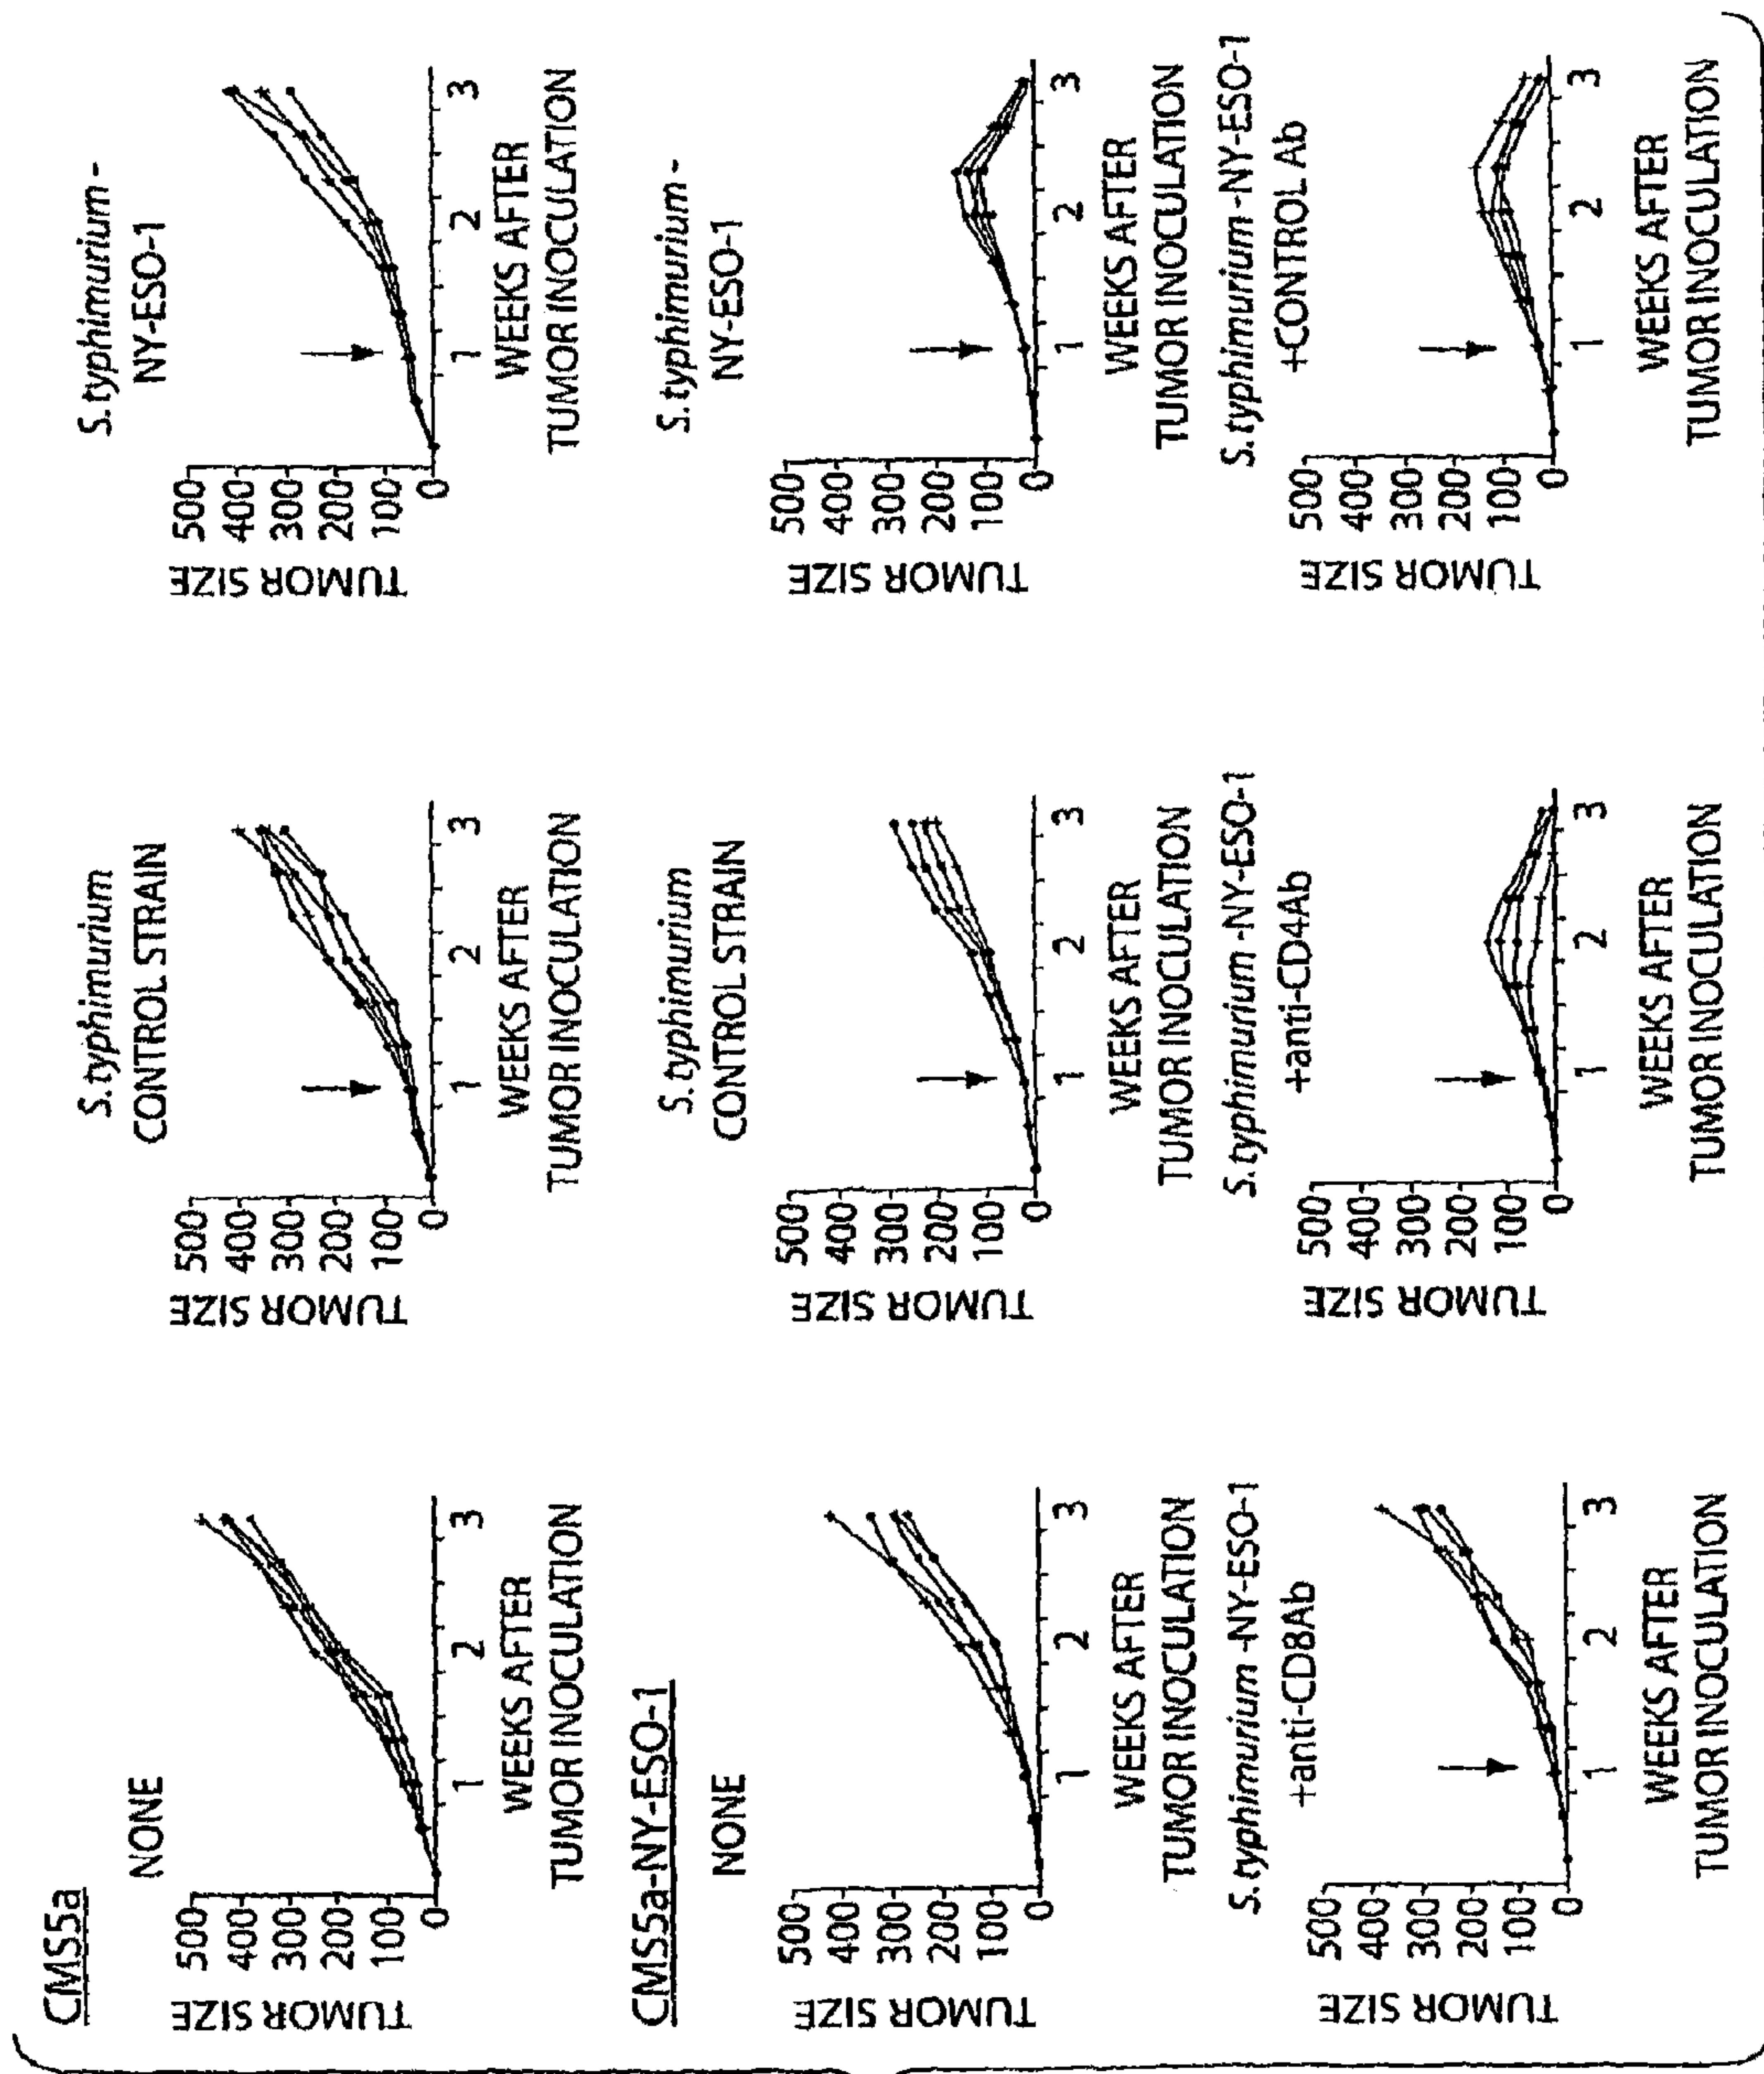 CMS5a
NONE
TUMOR SIZE
500
400
300
200
100
0
1 2 3
WEEKS AFTER
TUMOR INOCULATION
S.typhimurium
CONTROL STRAIN
TUMOR SIZE
500
400
300
200
100
0
1 2 3
WEEKS AFTER
TUMOR INOCULATION
S.typhimurium -
NY-ESO-1
TUMOR SIZE
500
400
300
200
100
0
1 2 3
WEEKS AFTER
TUMOR INOCULATION
CMS5a-NY-ESO-1
NONE
TUMOR SIZE
500
400
300
200
100
0
1 2 3
WEEKS AFTER
TUMOR INOCULATION
S.typhimurium
CONTROL STRAIN
TUMOR SIZE
500
400
300
200
100
0
1 2 3
WEEKS AFTER
TUMOR INOCULATION
S.typhimurium -
NY-ESO-1
TUMOR SIZE
500
400
300
200
100
0
1 2 3
WEEKS AFTER
TUMOR INOCULATION
S.typhimurium -NY-ESO-1
+anti-CD8Ab
TUMOR SIZE
500
400
300
200
100
0
1 2 3
WEEKS AFTER
TUMOR INOCULATION
S.typhimurium -NY-ESO-1
+anti-CD4Ab
TUMOR SIZE
500
400
300
200
100
0
1 2 3
WEEKS AFTER
TUMOR INOCULATION
S.typhimurium -NY-ESO-1
+CONTROL Ab
TUMOR SIZE
500
400
300
200
100
0
1 2 3
WEEKS AFTER
TUMOR INOCULATION